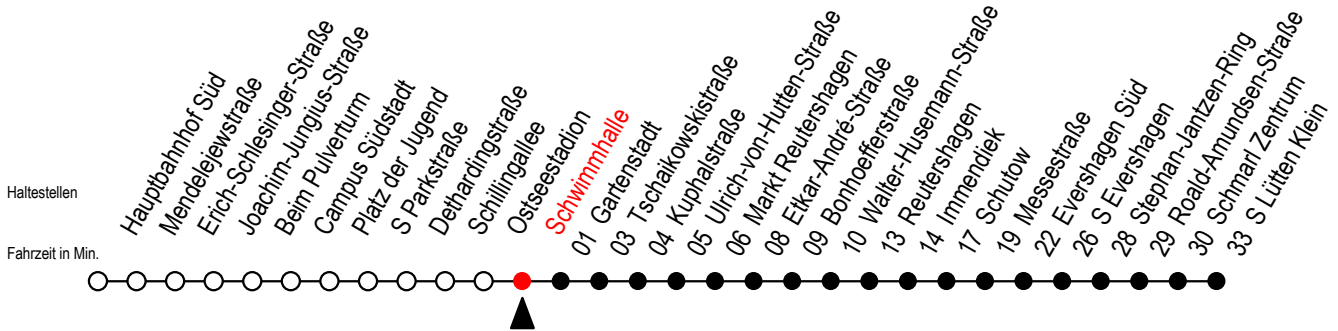 Haltestellen
Fahrzeit in Min.
Hauptbahnhof Süd
Mendelejewstraße
Erich-Schlesinger-Straße
Joachim-Jungius-Straße
Beim Pulverturm
Campus Südstadt
Platz der Jugend
S Parkstraße
Dethardingstraße
Schillingallee
Ostseestadion
Schwimmhalle
01 Gartenstadt
03 Tschaikowskistraße
04 Kuphalstraße
05 Ulrich-von-Hutten-Straße
06 Markt Reutershagen
08 Etkar-André-Straße
09 Bonhoefferstraße
10 Walter-Husemann-Straße
13 Reutershagen
14 Immendiek
17 Schutow
19 Messestraße
22 Evershagen Süd
26 S Evershagen
28 Stephan-Jantzen-Ring
29 Roald-Amundsen-Straße
30 Schmarl Zentrum
33 S Lütten Klein